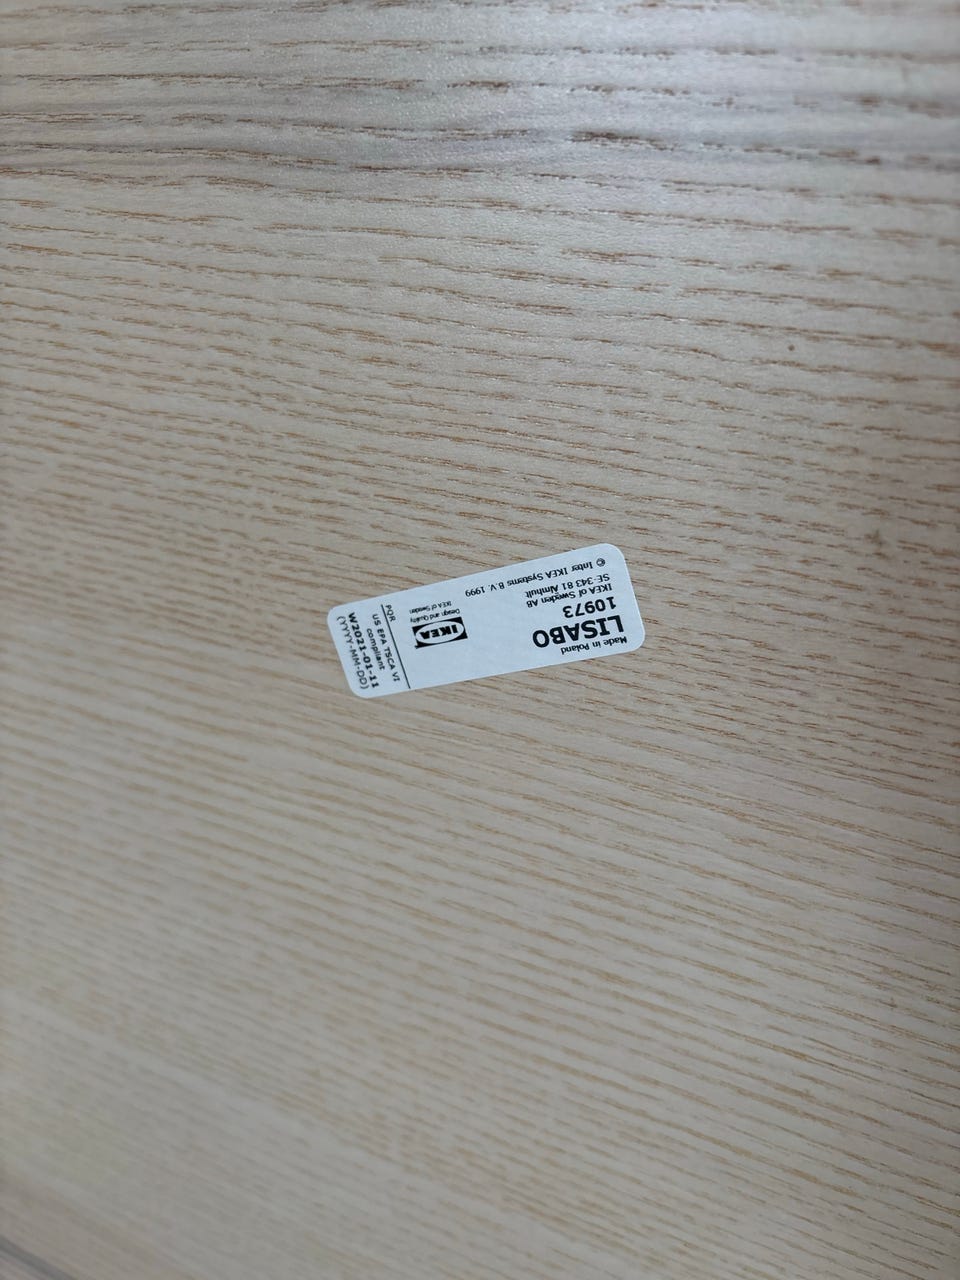 Made in Poland
LISABO
10973
IKEA of Sweden AB
SE-343 81 Älmhult
© Inter IKEA Systems B.V. 1999
IKEA
Design and Quality
IKEA of Sweden
PQR
US EPA TSCA VI
compliant
W2021-01-11
(YYYY-MM-DD)